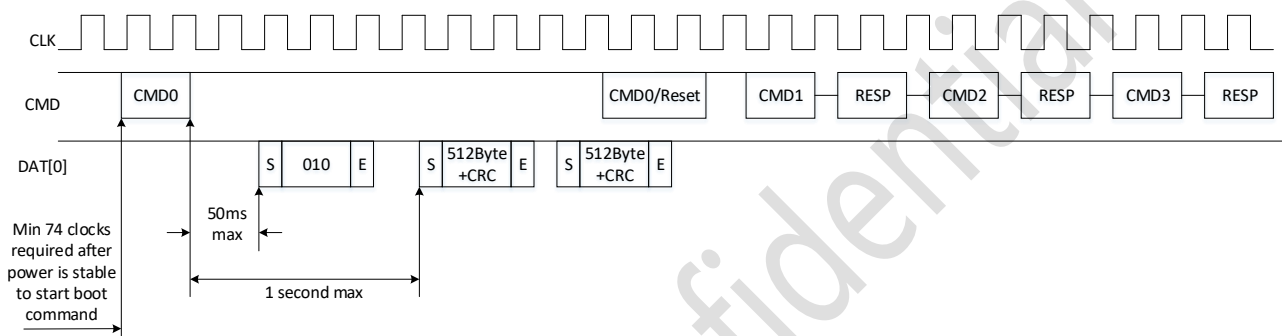 CLK
CMD
CMD0
CMD0/Reset
CMD1
RESP
CMD2
RESP
CMD3
RESP
DAT[0]
S
010
E
S
512Byte
+CRC
E
S
512Byte
+CRC
E
50ms
max
1 second max
Min 74 clocks
required after
power is stable
to start boot
command
fidential